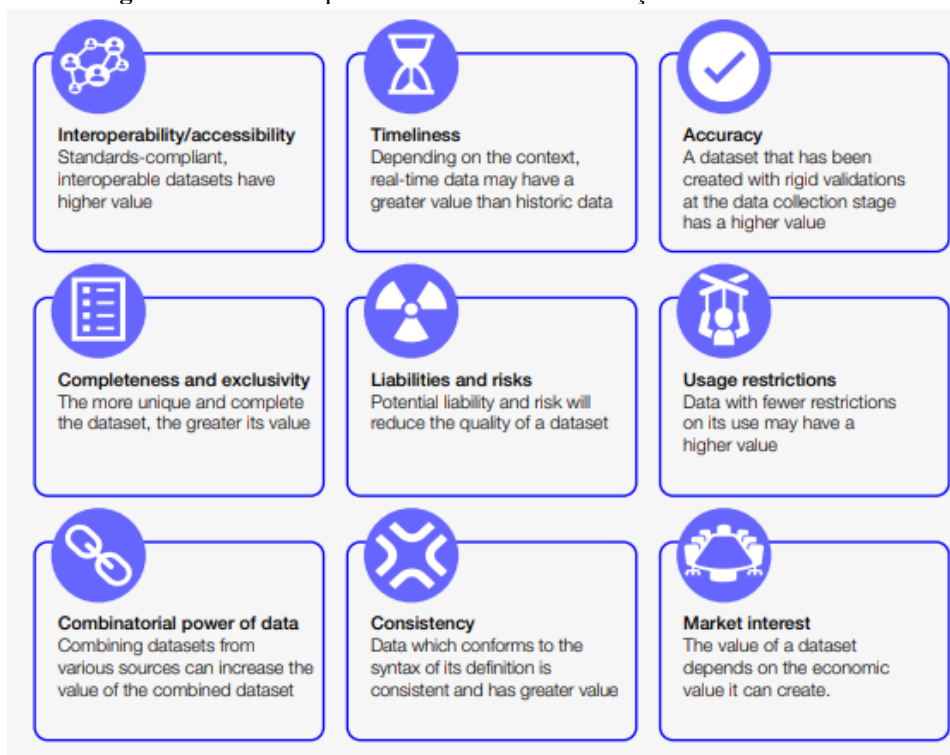 Interoperability/accessibility
Standards-compliant,
interoperable datasets have
higher value
Timeliness
Depending on the context,
real-time data may have a
greater value than historic data
Accuracy
A dataset that has been
created with rigid validations
at the data collection stage
has a higher value
Completeness and exclusivity
The more unique and complete
the dataset, the greater its value
Liabilities and risks
Potential liability and risk will
reduce the quality of a dataset
Usage restrictions
Data with fewer restrictions
on its use may have a
higher value
Combinatorial power of data
Combining datasets from
various sources can increase the
value of the combined dataset
Consistency
Data which conforms to the
syntax of its definition is
consistent and has greater value
Market interest
The value of a dataset
depends on the economic
value it can create.